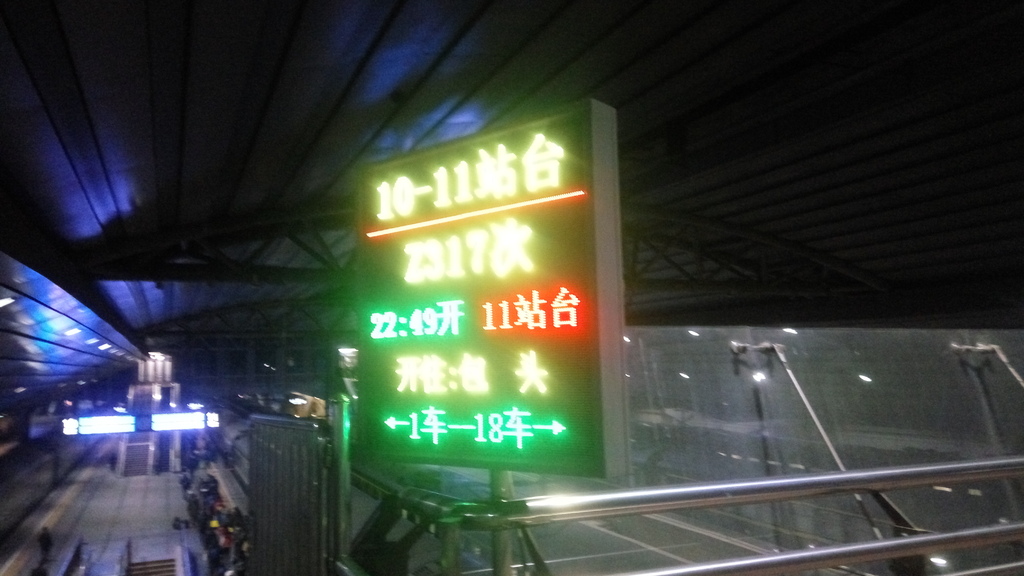 10-11站台
Z317次
22:49开 11站台
开往:包 头
←1车—18车→